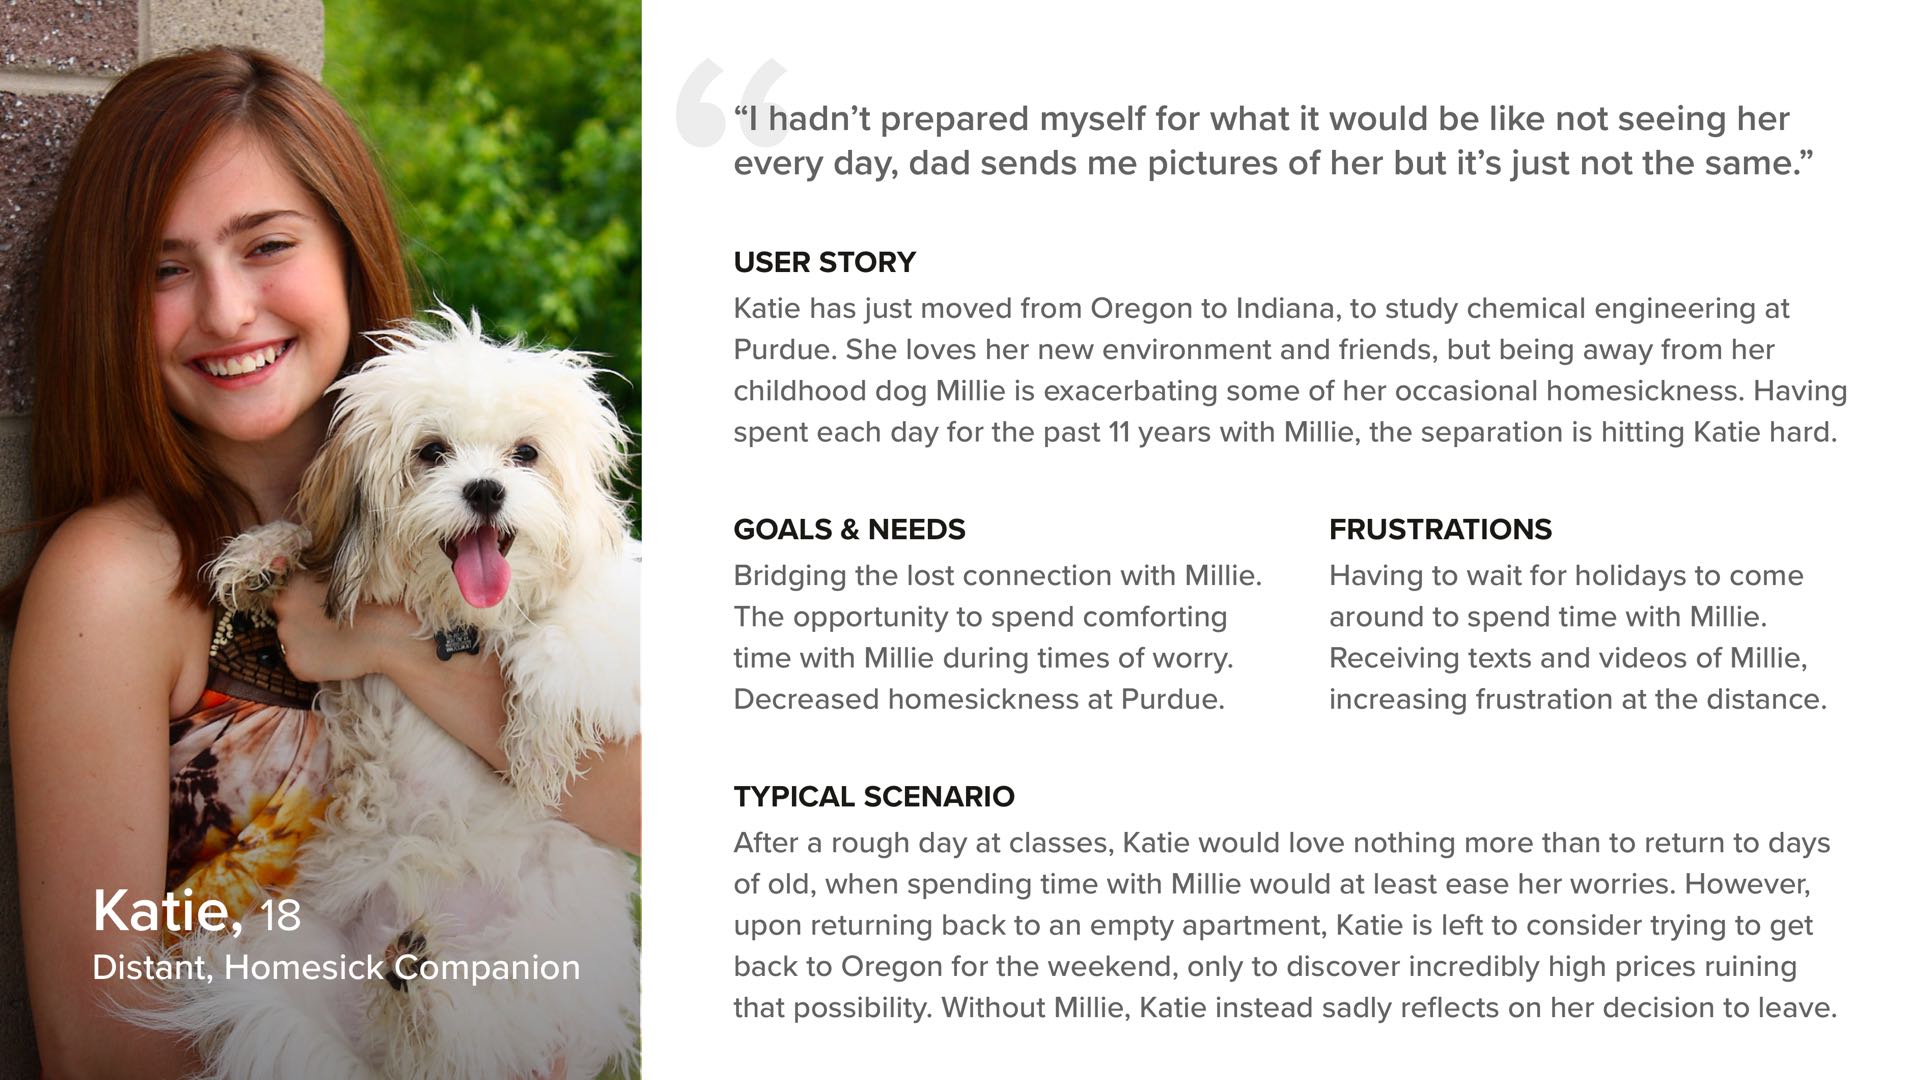 “I hadn’t prepared myself for what it would be like not seeing her
every day, dad sends me pictures of her but it’s just not the same.”
USER STORY
Katie has just moved from Oregon to Indiana, to study chemical engineering at
Purdue. She loves her new environment and friends, but being away from her
childhood dog Millie is exacerbating some of her occasional homesickness. Having
spent each day for the past 11 years with Millie, the separation is hitting Katie hard.
GOALS & NEEDS
Bridging the lost connection with Millie.
The opportunity to spend comforting
time with Millie during times of worry.
Decreased homesickness at Purdue.
FRUSTRATIONS
Having to wait for holidays to come
around to spend time with Millie.
Receiving texts and videos of Millie,
increasing frustration at the distance.
TYPICAL SCENARIO
After a rough day at classes, Katie would love nothing more than to return to days
of old, when spending time with Millie would at least ease her worries. However,
upon returning back to an empty apartment, Katie is left to consider trying to get
back to Oregon for the weekend, only to discover incredibly high prices ruining
that possibility. Without Millie, Katie instead sadly reflects on her decision to leave.
Katie, 18
Distant, Homesick Companion